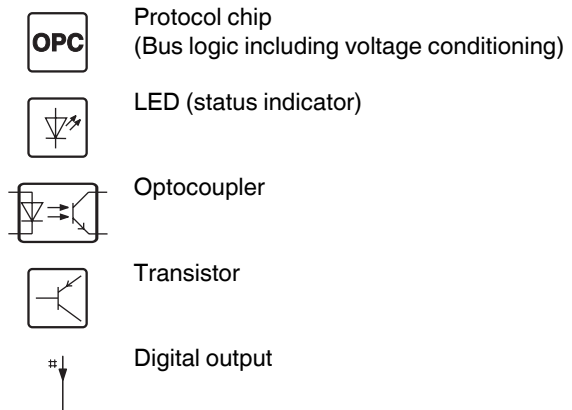 OPC
Protocol chip
(Bus logic including voltage conditioning)
LED (status indicator)
Optocoupler
Transistor
#
Digital output